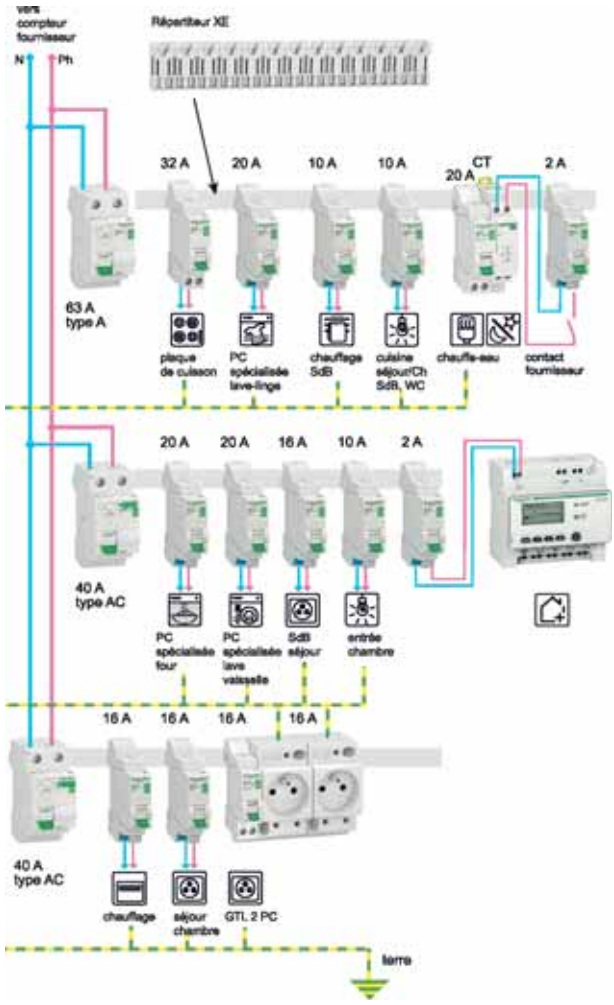 vers
compteur
fournisseur
N Ph
Répartiteur XE
32 A
20 A
10 A
10 A
20 A
CT
2 A
63 A
type A
plaque
de cuisson
PC
spécialisée
lave-linge
chauffage
SdB
cuisine
séjour/Ch
SdB, WC
chauffe-eau
contact
fournisseur
20 A
20 A
16 A
10 A
2 A
40 A
type AC
PC
spécialisée
four
PC
spécialisée
lave
vaisselle
SdB
séjour
entrée
chambre
16 A
16 A
16 A
16 A
40 A
type AC
chauffage
séjour
chambre
GTL 2 PC
terre